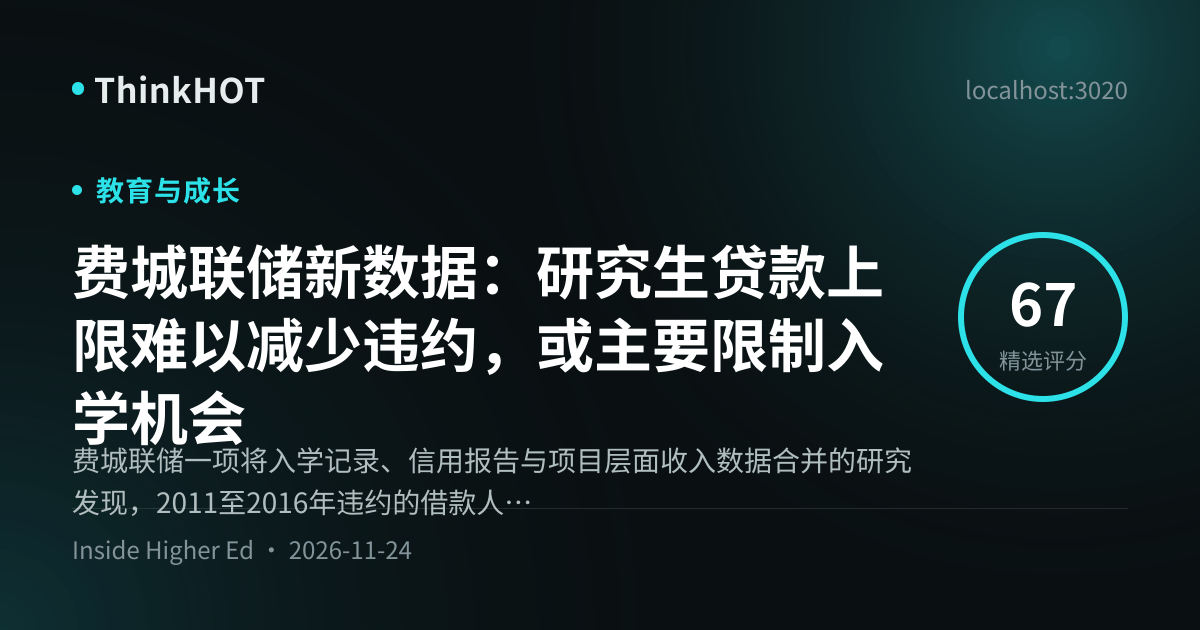 ThinkHOT
localhost:3020
教育与成长
费城联储新数据：研究生贷款上
限难以减少违约，或主要限制入
学机会
67
精选评分
费城联储一项将入学记录、信用报告与项目层面收入数据合并的研究
发现，2011至2016年违约的借款人…
Inside Higher Ed · 2026-11-24